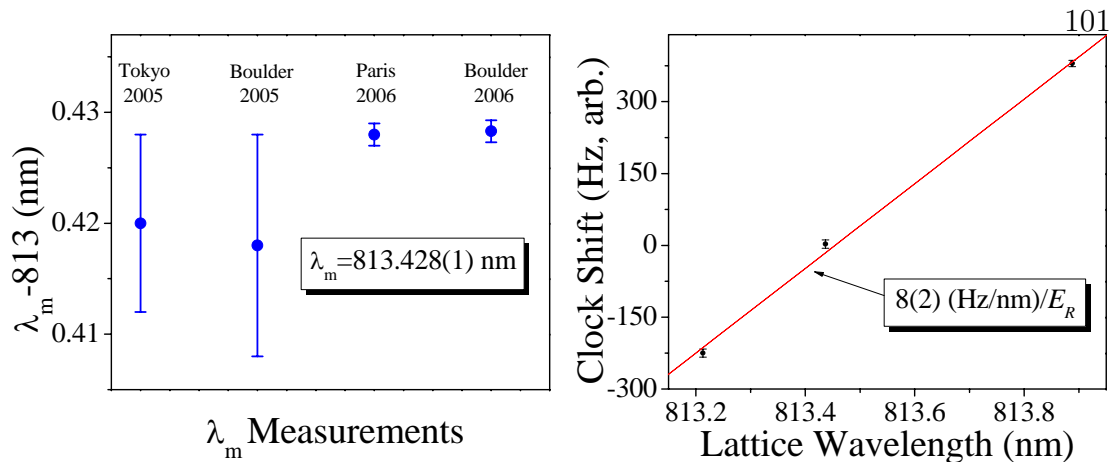 101
Tokyo
2005
Boulder
2005
Paris
2006
Boulder
2006
0.43
0.42
0.41
λm-813 (nm)
λm=813.428(1) nm
λm Measurements
300
150
0
-150
-300
Clock Shift (Hz, arb.)
8(2) (Hz/nm)/ER
813.2
813.4
813.6
813.8
Lattice Wavelength (nm)